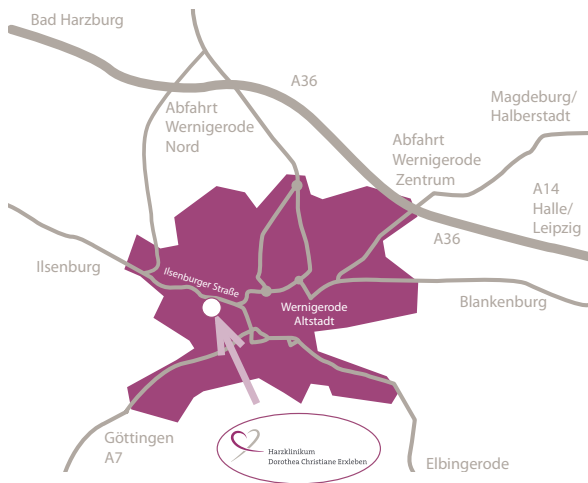 Bad Harzburg
A36
Abfahrt
Wernigerode
Nord
Magdeburg/
Halberstadt
Abfahrt
Wernigerode
Zentrum
A14
Halle/
Leipzig
A36
Ilsenburg
Ilsenburger Straße
Wernigerode
Altstadt
Blankenburg
Göttingen
A7
Harzklinikum
Dorothea Christiane Erxleben
Elbingerode